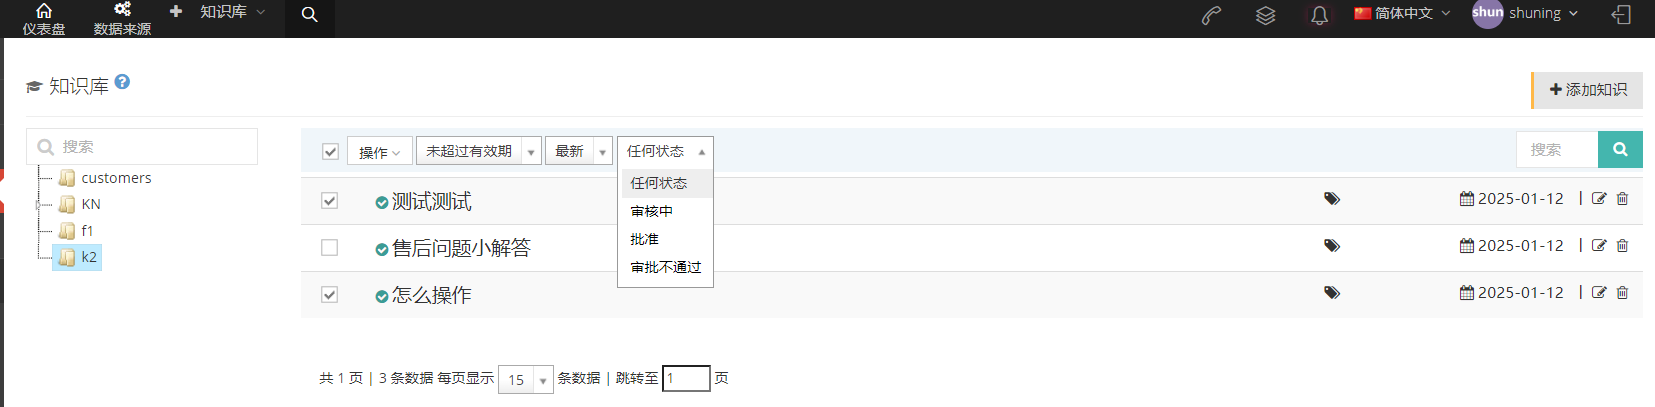 仪表盘
数据来源
知识库
简体中文
shun
shuning
知识库
添加知识
搜索
customers
KN
f1
k2
操作
未超过有效期
最新
任何状态
搜索
任何状态
审核中
批准
审批不通过
测试测试
2025-01-12 |
售后问题小解答
2025-01-12 |
怎么操作
2025-01-12 |
共 1 页 | 3 条数据 每页显示 15 条数据 | 跳转至 1 页